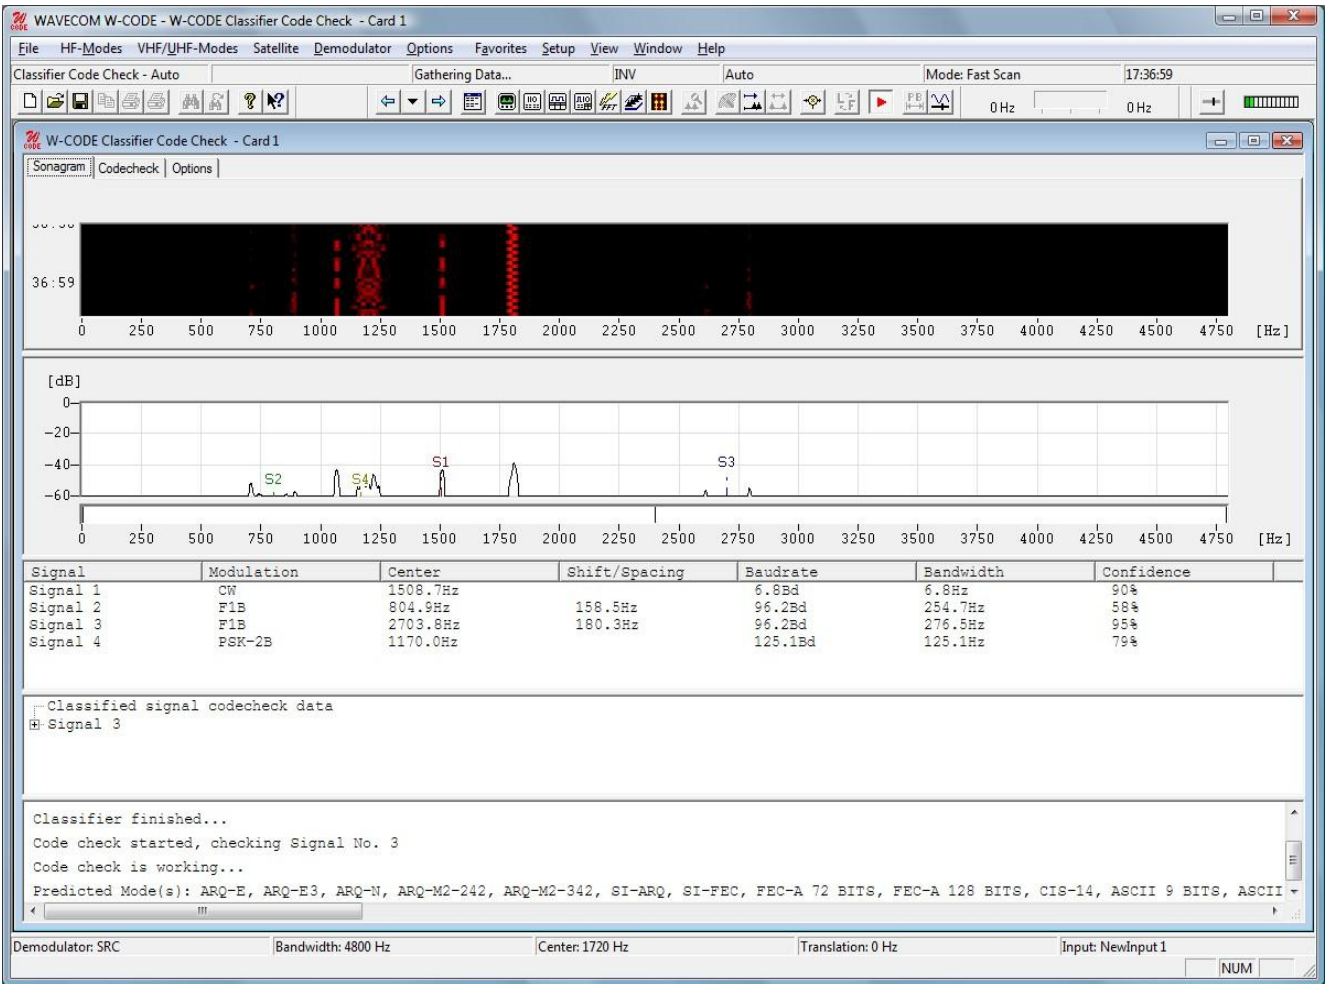 WAVECOM W-CODE - W-CODE Classifier Code Check - Card 1
File HF-Modes VHF/UHF-Modes Satellite Demodulator Options Favorites Setup View Window Help
Classifier Code Check - Auto Gathering Data... INV Auto Mode: Fast Scan 17:36:59
0 Hz 0 Hz
W-CODE Classifier Code Check - Card 1
Sonagram Codecheck Options
36:59
0 250 500 750 1000 1250 1500 1750 2000 2250 2500 2750 3000 3250 3500 3750 4000 4250 4500 4750 [Hz]
[dB]
0
-20
-40
S1 S3
S2 S4
-60
0 250 500 750 1000 1250 1500 1750 2000 2250 2500 2750 3000 3250 3500 3750 4000 4250 4500 4750 [Hz]
Signal Modulation Center Shift/Spacing Baudrate Bandwidth Confidence
Signal 1 CW 1508.7Hz 6.8Bd 6.8Hz 90%
Signal 2 F1B 804.9Hz 158.5Hz 96.2Bd 254.7Hz 58%
Signal 3 F1B 2703.8Hz 180.3Hz 96.2Bd 276.5Hz 95%
Signal 4 PSK-2B 1170.0Hz 125.1Bd 125.1Hz 79%
Classified signal codecheck data
Signal 3
Classifier finished...
Code check started, checking Signal No. 3
Code check is working...
Predicted Mode(s): ARQ-E, ARQ-E3, ARQ-N, ARQ-M2-242, ARQ-M2-342, SI-ARQ, SI-FEC, FEC-A 72 BITS, FEC-A 128 BITS, CIS-14, ASCII 9 BITS, ASCII
Demodulator: SRC Bandwidth: 4800 Hz Center: 1720 Hz Translation: 0 Hz Input: NewInput 1
NUM